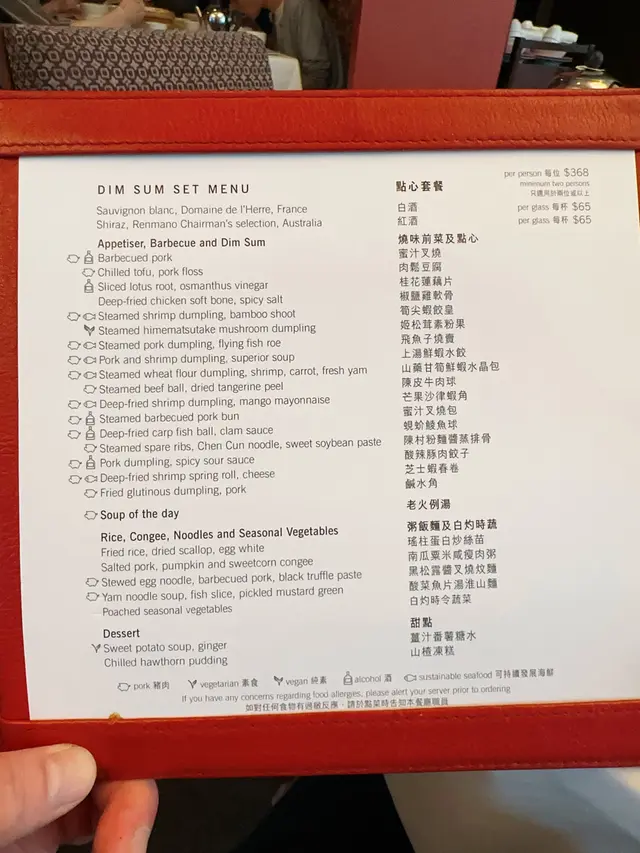 DIM SUM SET MENU 點心套餐 per person 每位 $368
minimum two persons
只適用於兩位或以上
Sauvignon blanc, Domaine de l'Herre, France 白酒 per glass 每杯 $65
Shiraz, Renmano Chairman's selection, Australia 紅酒 per glass 每杯 $65
Appetiser, Barbecue and Dim Sum 燒味前菜及點心
Barbecued pork 蜜汁叉燒
Chilled tofu, pork floss 肉鬆豆腐
Sliced lotus root, osmanthus vinegar 桂花蓮藕片
Deep-fried chicken soft bone, spicy salt 椒鹽雞軟骨
Steamed shrimp dumpling, bamboo shoot 筍尖蝦餃皇
Steamed himematsutake mushroom dumpling 姬松茸素粉果
Steamed pork dumpling, flying fish roe 飛魚子燒賣
Pork and shrimp dumpling, superior soup 上湯鮮蝦水餃
Steamed wheat flour dumpling, shrimp, carrot, fresh yam 山藥甘筍鮮蝦水晶包
Steamed beef ball, dried tangerine peel 陳皮牛肉球
Deep-fried shrimp dumpling, mango mayonnaise 芒果沙律蝦角
Steamed barbecued pork bun 蜜汁叉燒包
Deep-fried carp fish ball, clam sauce 蜆蚧鯪魚球
Steamed spare ribs, Chen Cun noodle, sweet soybean paste 陳村粉麵醬蒸排骨
Pork dumpling, spicy sour sauce 酸辣豚肉餃子
Deep-fried shrimp spring roll, cheese 芝士蝦春卷
Fried glutinous dumpling, pork 鹹水角
Soup of the day 老火例湯
Rice, Congee, Noodles and Seasonal Vegetables 粥飯麵及白灼時蔬
Fried rice, dried scallop, egg white 瑤柱蛋白炒絲苗
Salted pork, pumpkin and sweetcorn congee 南瓜粟米咸瘦肉粥
Stewed egg noodle, barbecued pork, black truffle paste 黑松露醬叉燒炆麵
Yam noodle soup, fish slice, pickled mustard green 酸菜魚片湯淮山麵
Poached seasonal vegetables 白灼時令蔬菜
Dessert 甜點
Sweet potato soup, ginger 薑汁番薯糖水
Chilled hawthorn pudding 山楂凍糕
pork 豬肉 vegetarian 素食 vegan 純素 alcohol 酒 sustainable seafood 可持續發展海鮮
If you have any concerns regarding food allergies, please alert your server prior to ordering
如對任何食物有過敏反應，請於點菜時告知本餐廳職員